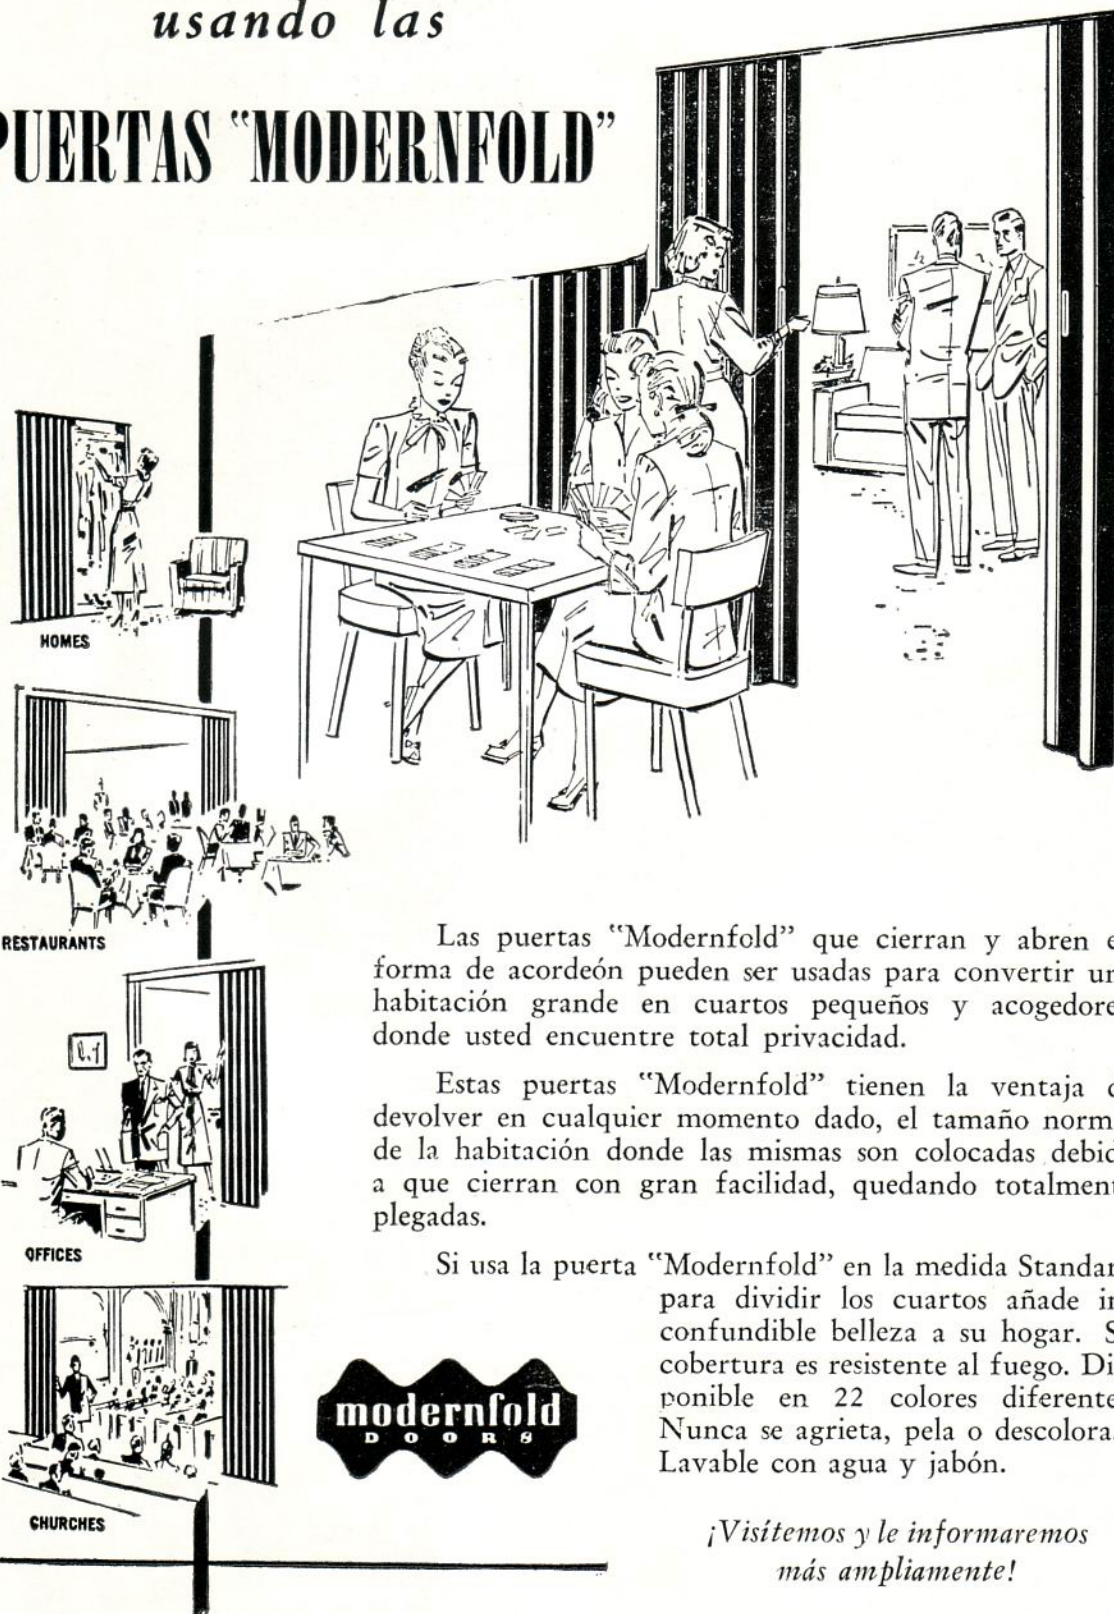 usando las
PUERTAS "MODERNFOLD"
HOMES
RESTAURANTS
OFFICES
CHURCHES
Las puertas "Modernfold" que cierran y abren e
forma de acordeón pueden ser usadas para convertir un
habitación grande en cuartos pequeños y acogedore
donde usted encuentre total privacidad.
Estas puertas "Modernfold" tienen la ventaja d
devolver en cualquier momento dado, el tamaño norma
de la habitación donde las mismas son colocadas debid
a que cierran con gran facilidad, quedando totalment
plegadas.
Si usa la puerta "Modernfold" en la medida Standar
para dividir los cuartos añade in
confundible belleza a su hogar. S
cobertura es resistente al fuego. Di
ponible en 22 colores diferente
Nunca se agrieta, pela o descolora.
Lavable con agua y jabón.
modernfold
DOORS
¡Visítemos y le informaremos
más ampliamente!